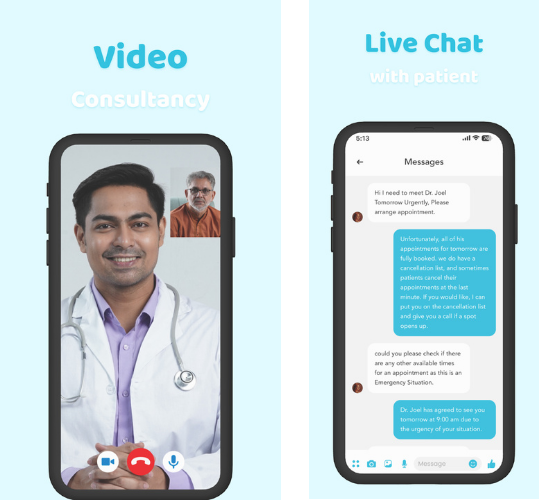 Video
Consultancy
Live Chat
with patient
5:13
Messages
Hi I need to meet Dr. Joel
Tomorrow Urgently, Please
arrange appointment.
Unfortunately, all of his
appointments for tomorrow are
fully booked. we do have a
cancellation list, and sometimes
patients cancel their
appointments at the last
minute. If you would like, I can
put you on the cancellation list
and give you a call if a spot
opens up.
could you please check if there
are any other available times
for an appointment as this is an
Emergency Situation.
Dr. Joel has agreed to see you
tomorrow at 9:00 am due to
the urgency of your situation
Message